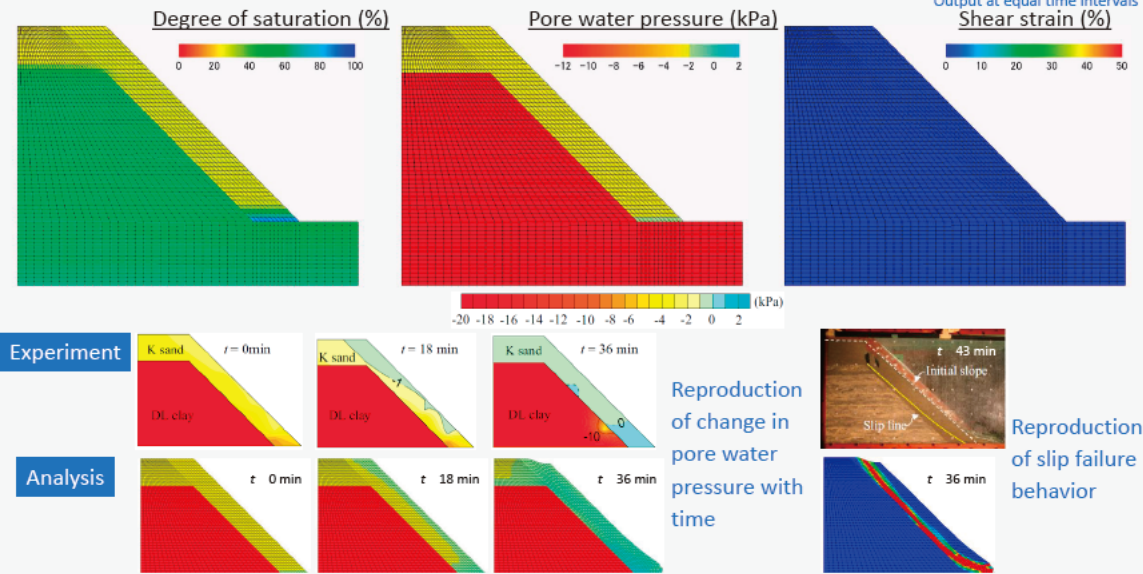 Output at equal time intervals
Degree of saturation (%)
0 20 40 60 80 100
Pore water pressure (kPa)
−12 −10 −8 −6 −4 −2 0 2
Shear strain (%)
0 10 20 30 40 50
(kPa)
-20 -18 -16 -14 -12 -10 -8 -6 -4 -2 0 2
Experiment
K sand
t = 0min
DL clay
K sand
t = 18 min
-1
DL clay
K sand
t = 36 min
DL clay
-10
0
Reproduction
of change in
pore water
pressure with
time
t 43 min
Initial slope
Slip line
Reproduction
of slip failure
behavior
Analysis
t 0 min
t 18 min
t 36 min
t 36 min